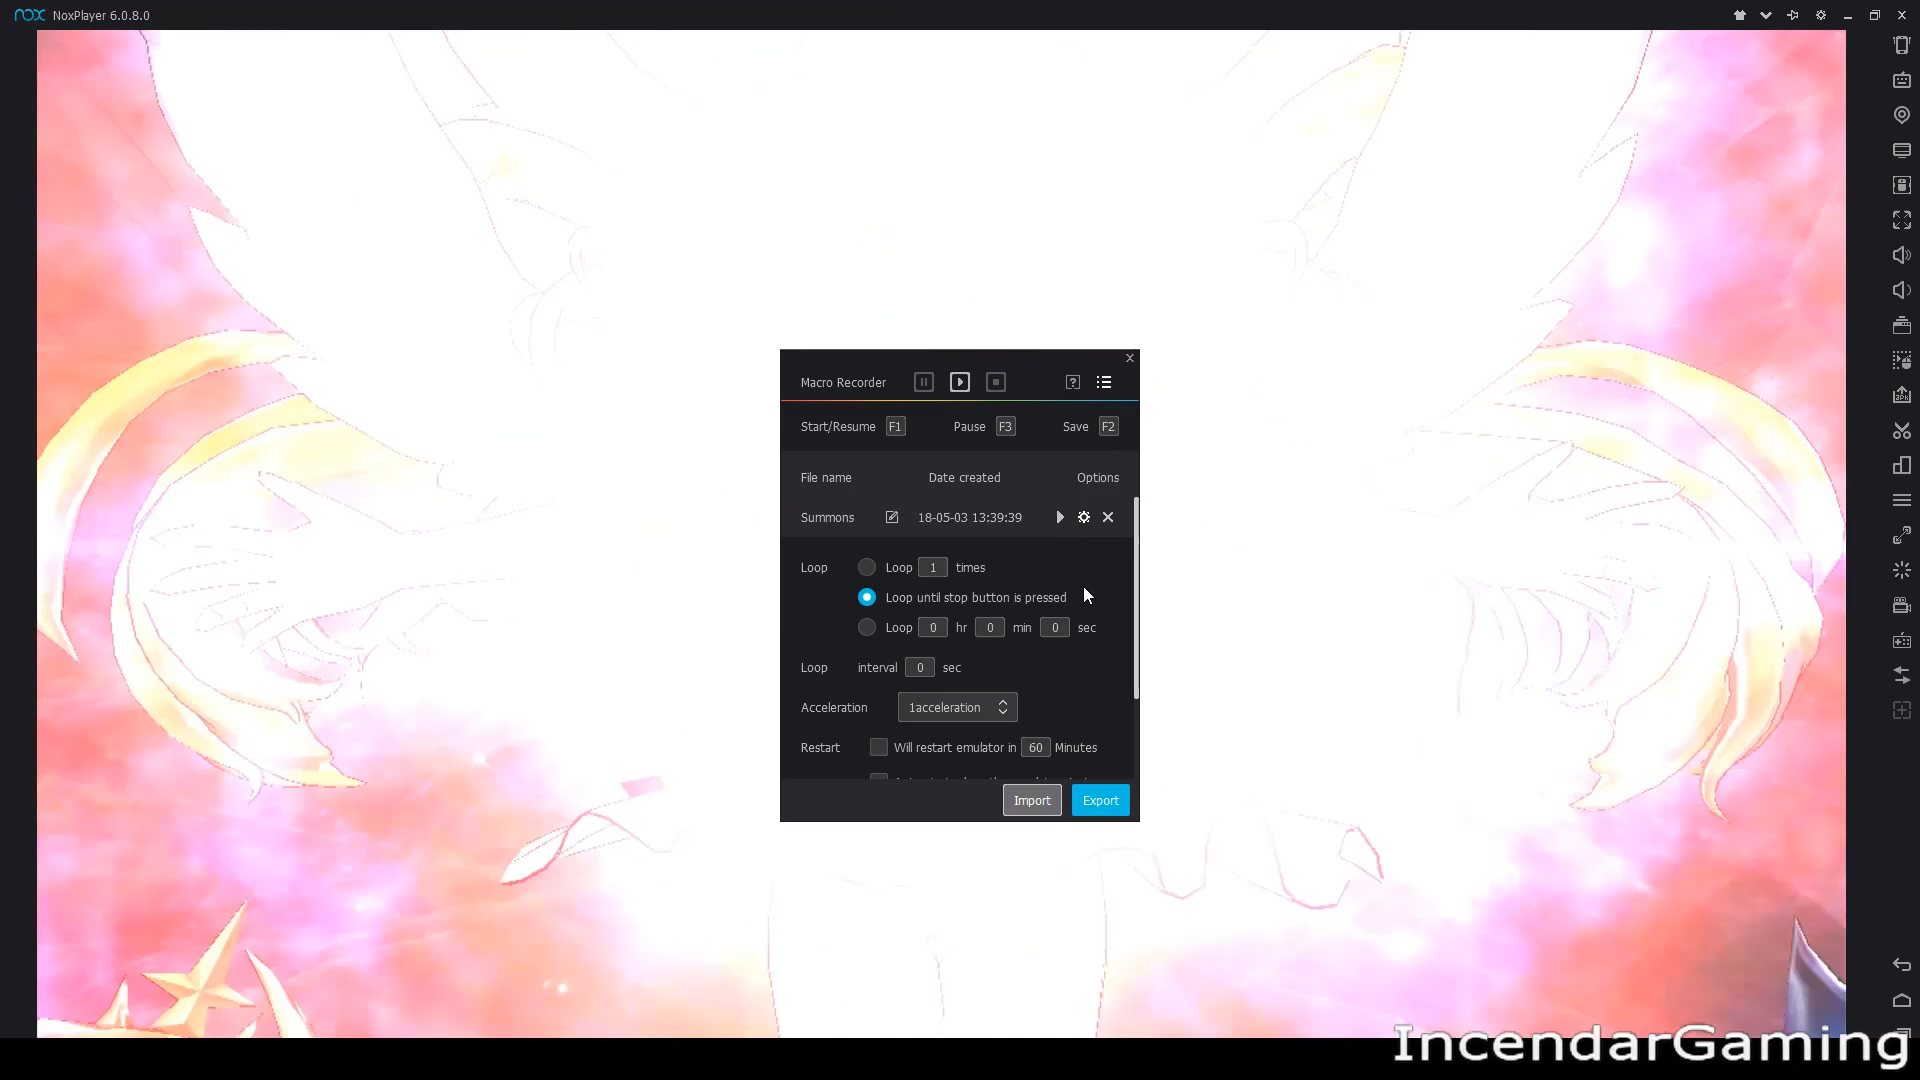 nox NoxPlayer 6.0.8.0
Macro Recorder
Start/Resume F1 Pause F3 Save F2
File name Date created Options
Summons 18-05-03 13:39:39
Loop Loop 1 times
Loop until stop button is pressed
Loop 0 hr 0 min 0 sec
Loop interval 0 sec
Acceleration 1acceleration
Restart Will restart emulator in 60 Minutes
Import Export
IncendarGaming